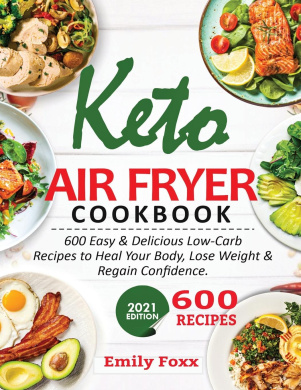 Keto
AIR FRYER
COOKBOOK
600 Easy & Delicious Low-Carb
Recipes to Heal Your Body, Lose Weight &
Regain Confidence.
2021
EDITION
600
RECIPES
Emily Foxx